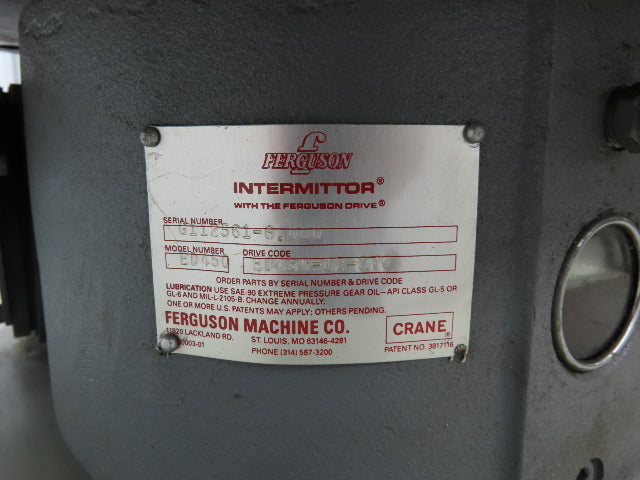 FERGUSON
INTERMITTOR®
WITH THE FERGUSON DRIVE®
SERIAL NUMBER
MODEL NUMBER DRIVE CODE
ED450
ORDER PARTS BY SERIAL NUMBER & DRIVE CODE
LUBRICATION USE SAE-90 EXTREME PRESSURE GEAR OIL-API CLASS GL-5 OR
GL-6 AND MIL-L-2105-B. CHANGE ANNUALLY.
ONE OR MORE U.S. PATENTS MAY APPLY; OTHERS PENDING.
FERGUSON MACHINE CO. CRANE®
11820 LACKLAND RD. ST. LOUIS, MO 63146-4281
PHONE (314) 567-3200 PATENT NO. 3817116